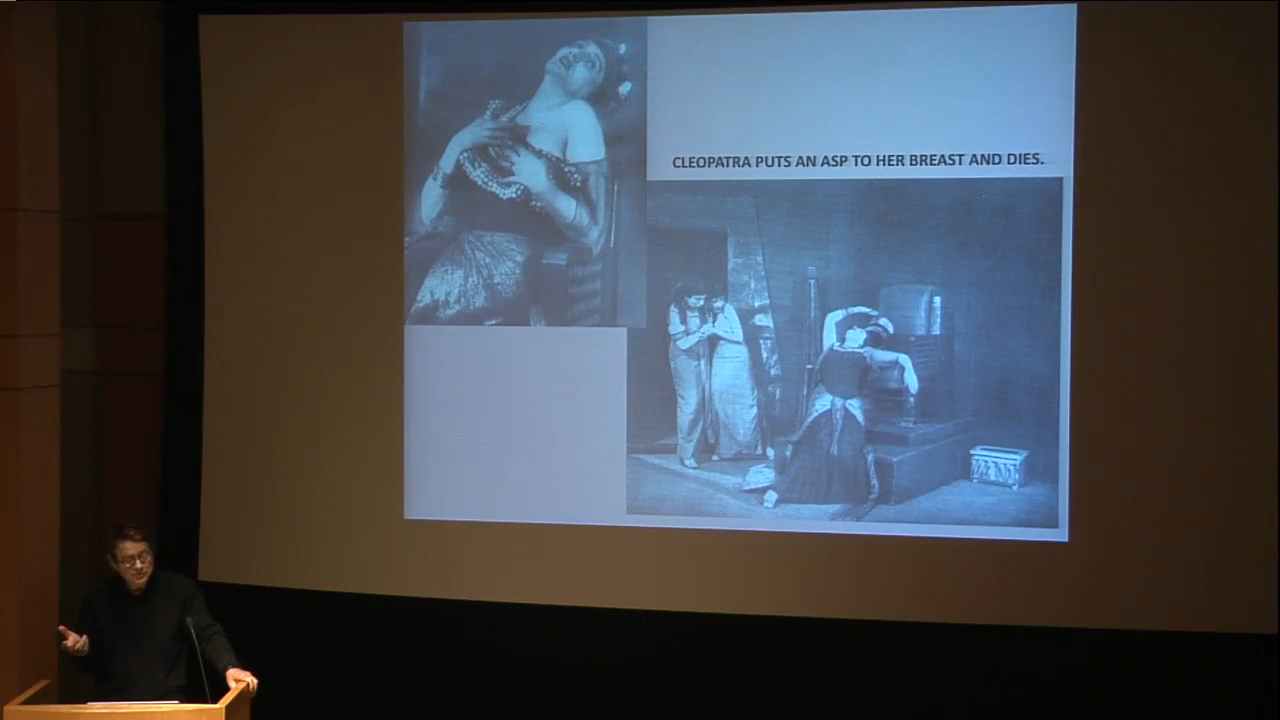 CLEOPATRA PUTS AN ASP TO HER BREAST AND DIES.